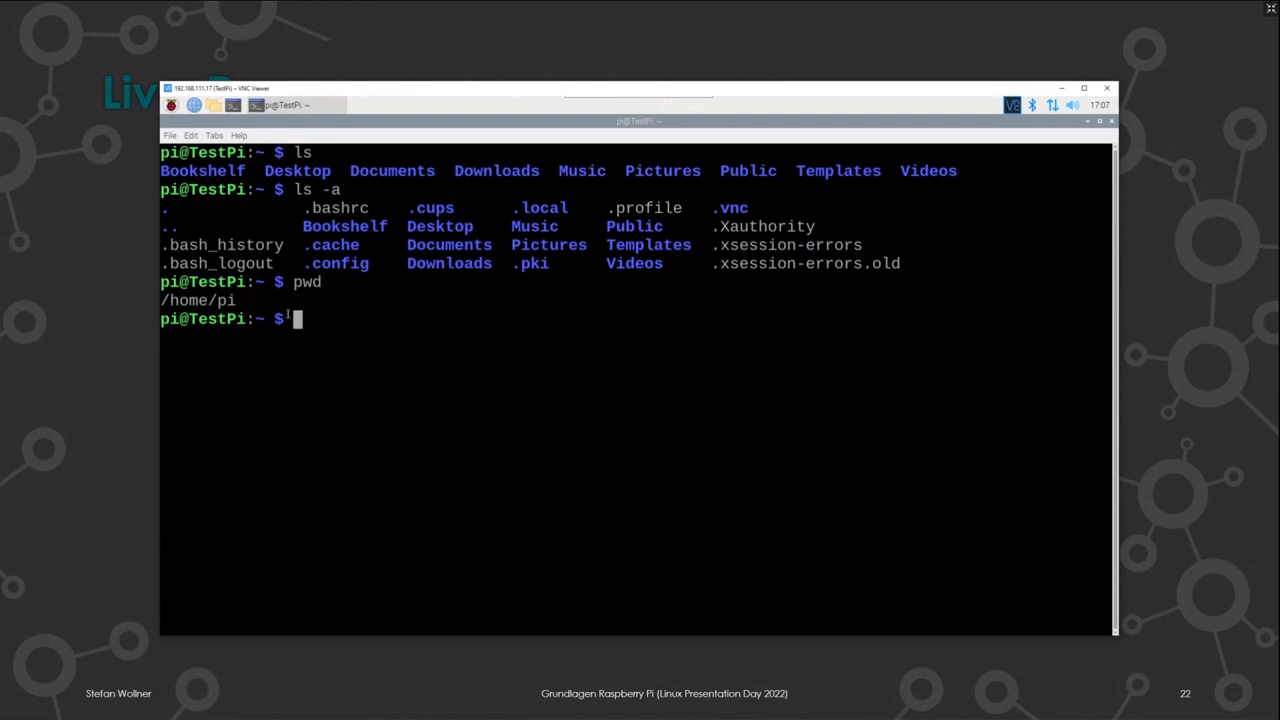 Liv
192.168.111.17 (TestPi) - VNC Viewer
pi@TestPi: ~
17:07
pi@TestPi: ~
File Edit Tabs Help
pi@TestPi:~ $ ls
Bookshelf Desktop Documents Downloads Music Pictures Public Templates Videos
pi@TestPi:~ $ ls -a
. .bashrc .cups .local .profile .vnc
.. Bookshelf Desktop Music Public .Xauthority
.bash_history .cache Documents Pictures Templates .xsession-errors
.bash_logout .config Downloads .pki Videos .xsession-errors.old
pi@TestPi:~ $ pwd
/home/pi
pi@TestPi:~ $
Stefan Wollner
Grundlagen Raspberry Pi (Linux Presentation Day 2022)
22